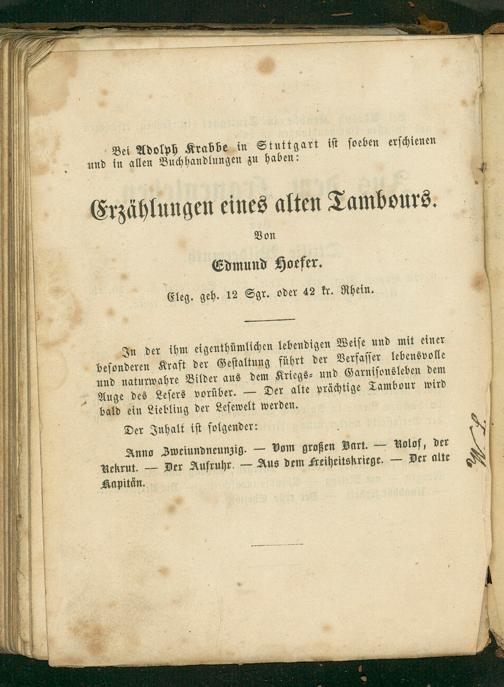 Bei Adolph Krabbe in Stuttgart ist soeben erschienen
und in allen Buchhandlungen zu haben:
Erzählungen eines alten Tambours.
Von
Edmund Hoefer.
Eleg. geh. 12 Sgr. oder 42 kr. Rhein.
In der ihm eigenthümlichen lebendigen Weise und mit einer
besonderen Kraft der Gestaltung führt der Verfasser lebensvolle
und naturwahre Bilder aus dem Kriegs- und Garnisonsleben dem
Auge des Lesers vorüber. — Der alte prächtige Tambour wird
bald ein Liebling der Lesewelt werden.
Der Inhalt ist folgender:
Anno Zweiundneunzig. — Vom großen Bart. — Rolof, der
Rekrut. — Der Aufruhr. — Aus dem Freiheitskriege. — Der alte
Kapitän.